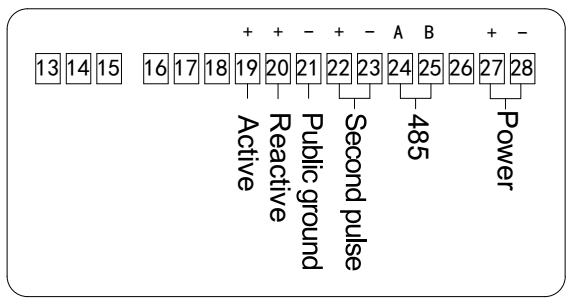 + + - + - A B + -
13 14 15 16 17 18 19 20 21 22 23 24 25 26 27 28
Active
Reactive
Public ground
Second pulse
485
Power